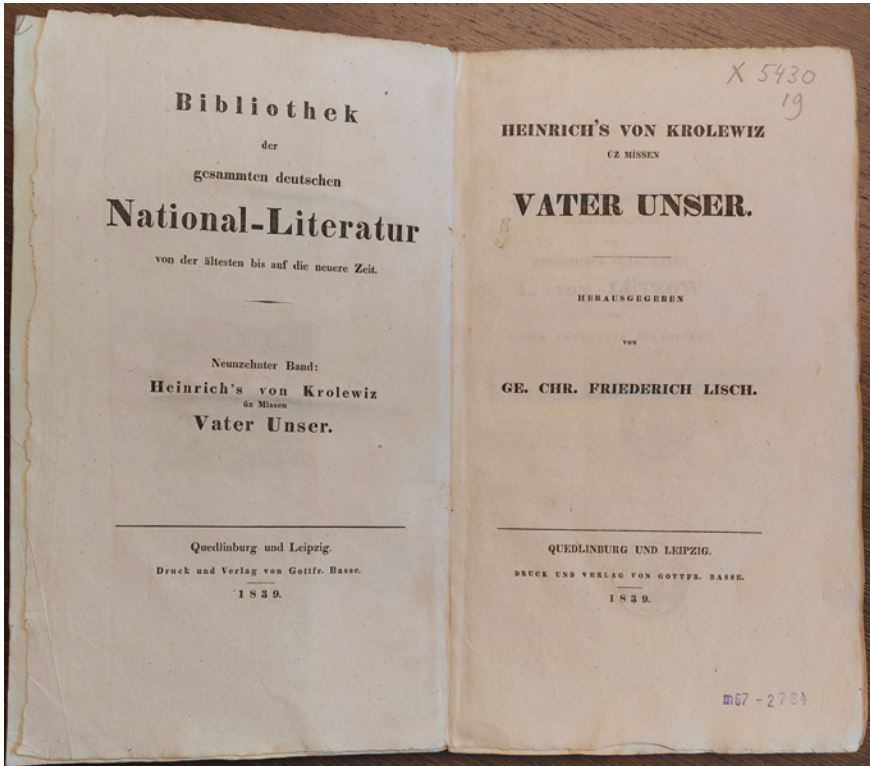 Bibliothek
der
gesammten deutschen
National-Literatur
von der ältesten bis auf die neuere Zeit.
Neunzehnter Band:
Heinrich's von Krolewiz
úz Missen
Vater Unser.
Quedlinburg und Leipzig.
Druck und Verlag von Gottfr. Basse.
1839.
X 5430
19
HEINRICH'S VON KROLEWIZ
ÚZ MÍSSEN
VATER UNSER.
HERAUSGEGEBEN
VON
GE. CHR. FRIEDERICH LISCH.
QUEDLINBURG UND LEIPZIG.
DRUCK UND VERLAG VON GOTTFR. BASSE.
1839.
m67-2784